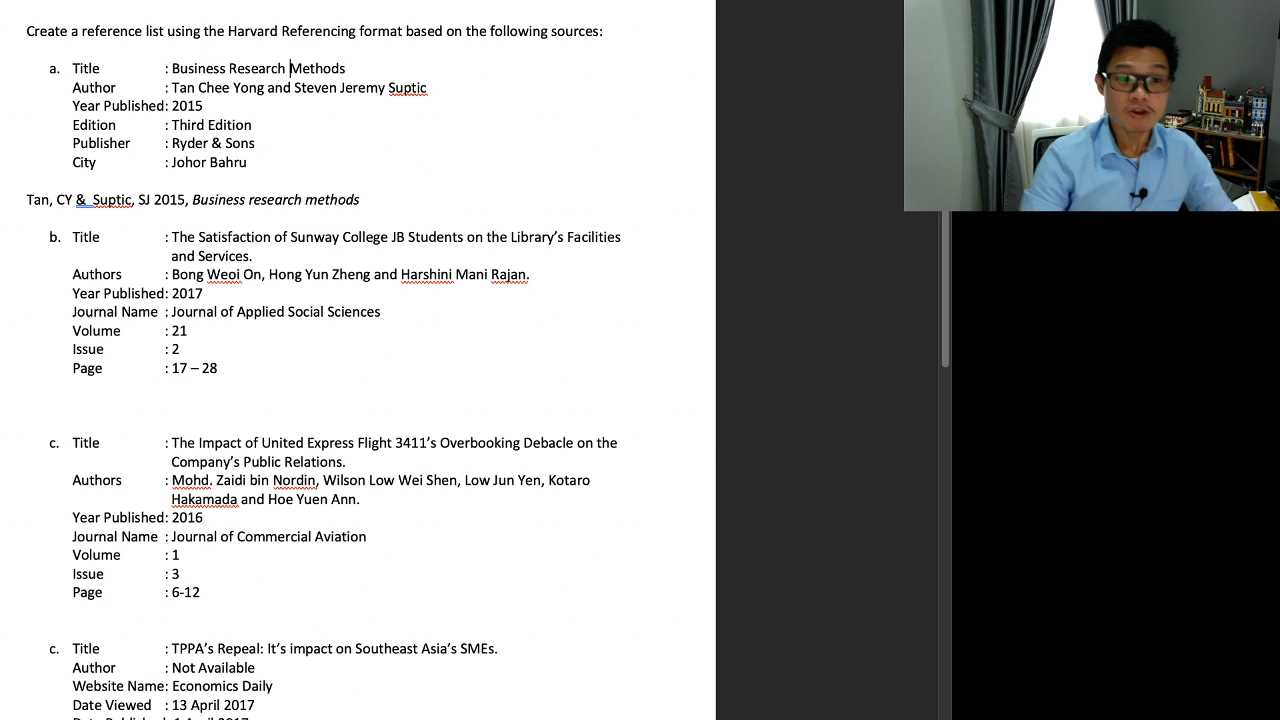 Create a reference list using the Harvard Referencing format based on the following sources:
a. Title : Business Research Methods
Author : Tan Chee Yong and Steven Jeremy Suptic
Year Published: 2015
Edition : Third Edition
Publisher : Ryder & Sons
City : Johor Bahru
Tan, CY & Suptic, SJ 2015, Business research methods
b. Title : The Satisfaction of Sunway College JB Students on the Library’s Facilities
and Services.
Authors : Bong Weoi On, Hong Yun Zheng and Harshini Mani Rajan.
Year Published: 2017
Journal Name : Journal of Applied Social Sciences
Volume : 21
Issue : 2
Page : 17 – 28
c. Title : The Impact of United Express Flight 3411’s Overbooking Debacle on the
Company’s Public Relations.
Authors : Mohd. Zaidi bin Nordin, Wilson Low Wei Shen, Low Jun Yen, Kotaro
Hakamada and Hoe Yuen Ann.
Year Published: 2016
Journal Name : Journal of Commercial Aviation
Volume : 1
Issue : 3
Page : 6-12
c. Title : TPPA’s Repeal: It’s impact on Southeast Asia’s SMEs.
Author : Not Available
Website Name: Economics Daily
Date Viewed : 13 April 2017